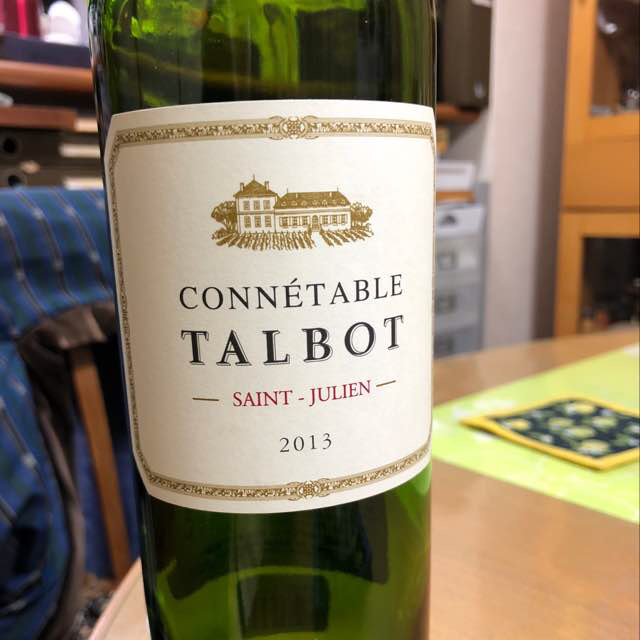 CONNÉTABLE
TALBOT
SAINT - JULIEN
2013